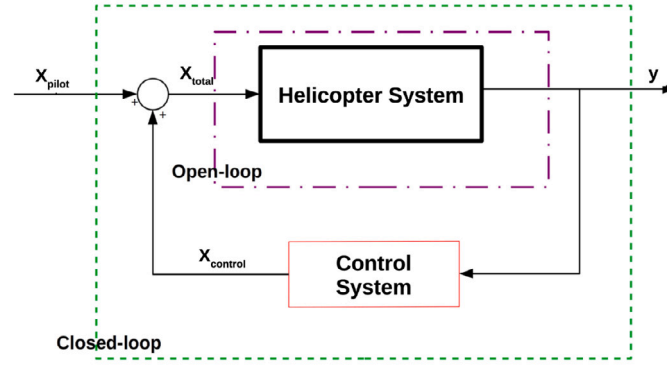 X_pilot
X_total
Helicopter System
y
+
+
Open-loop
X_control
Control
System
Closed-loop